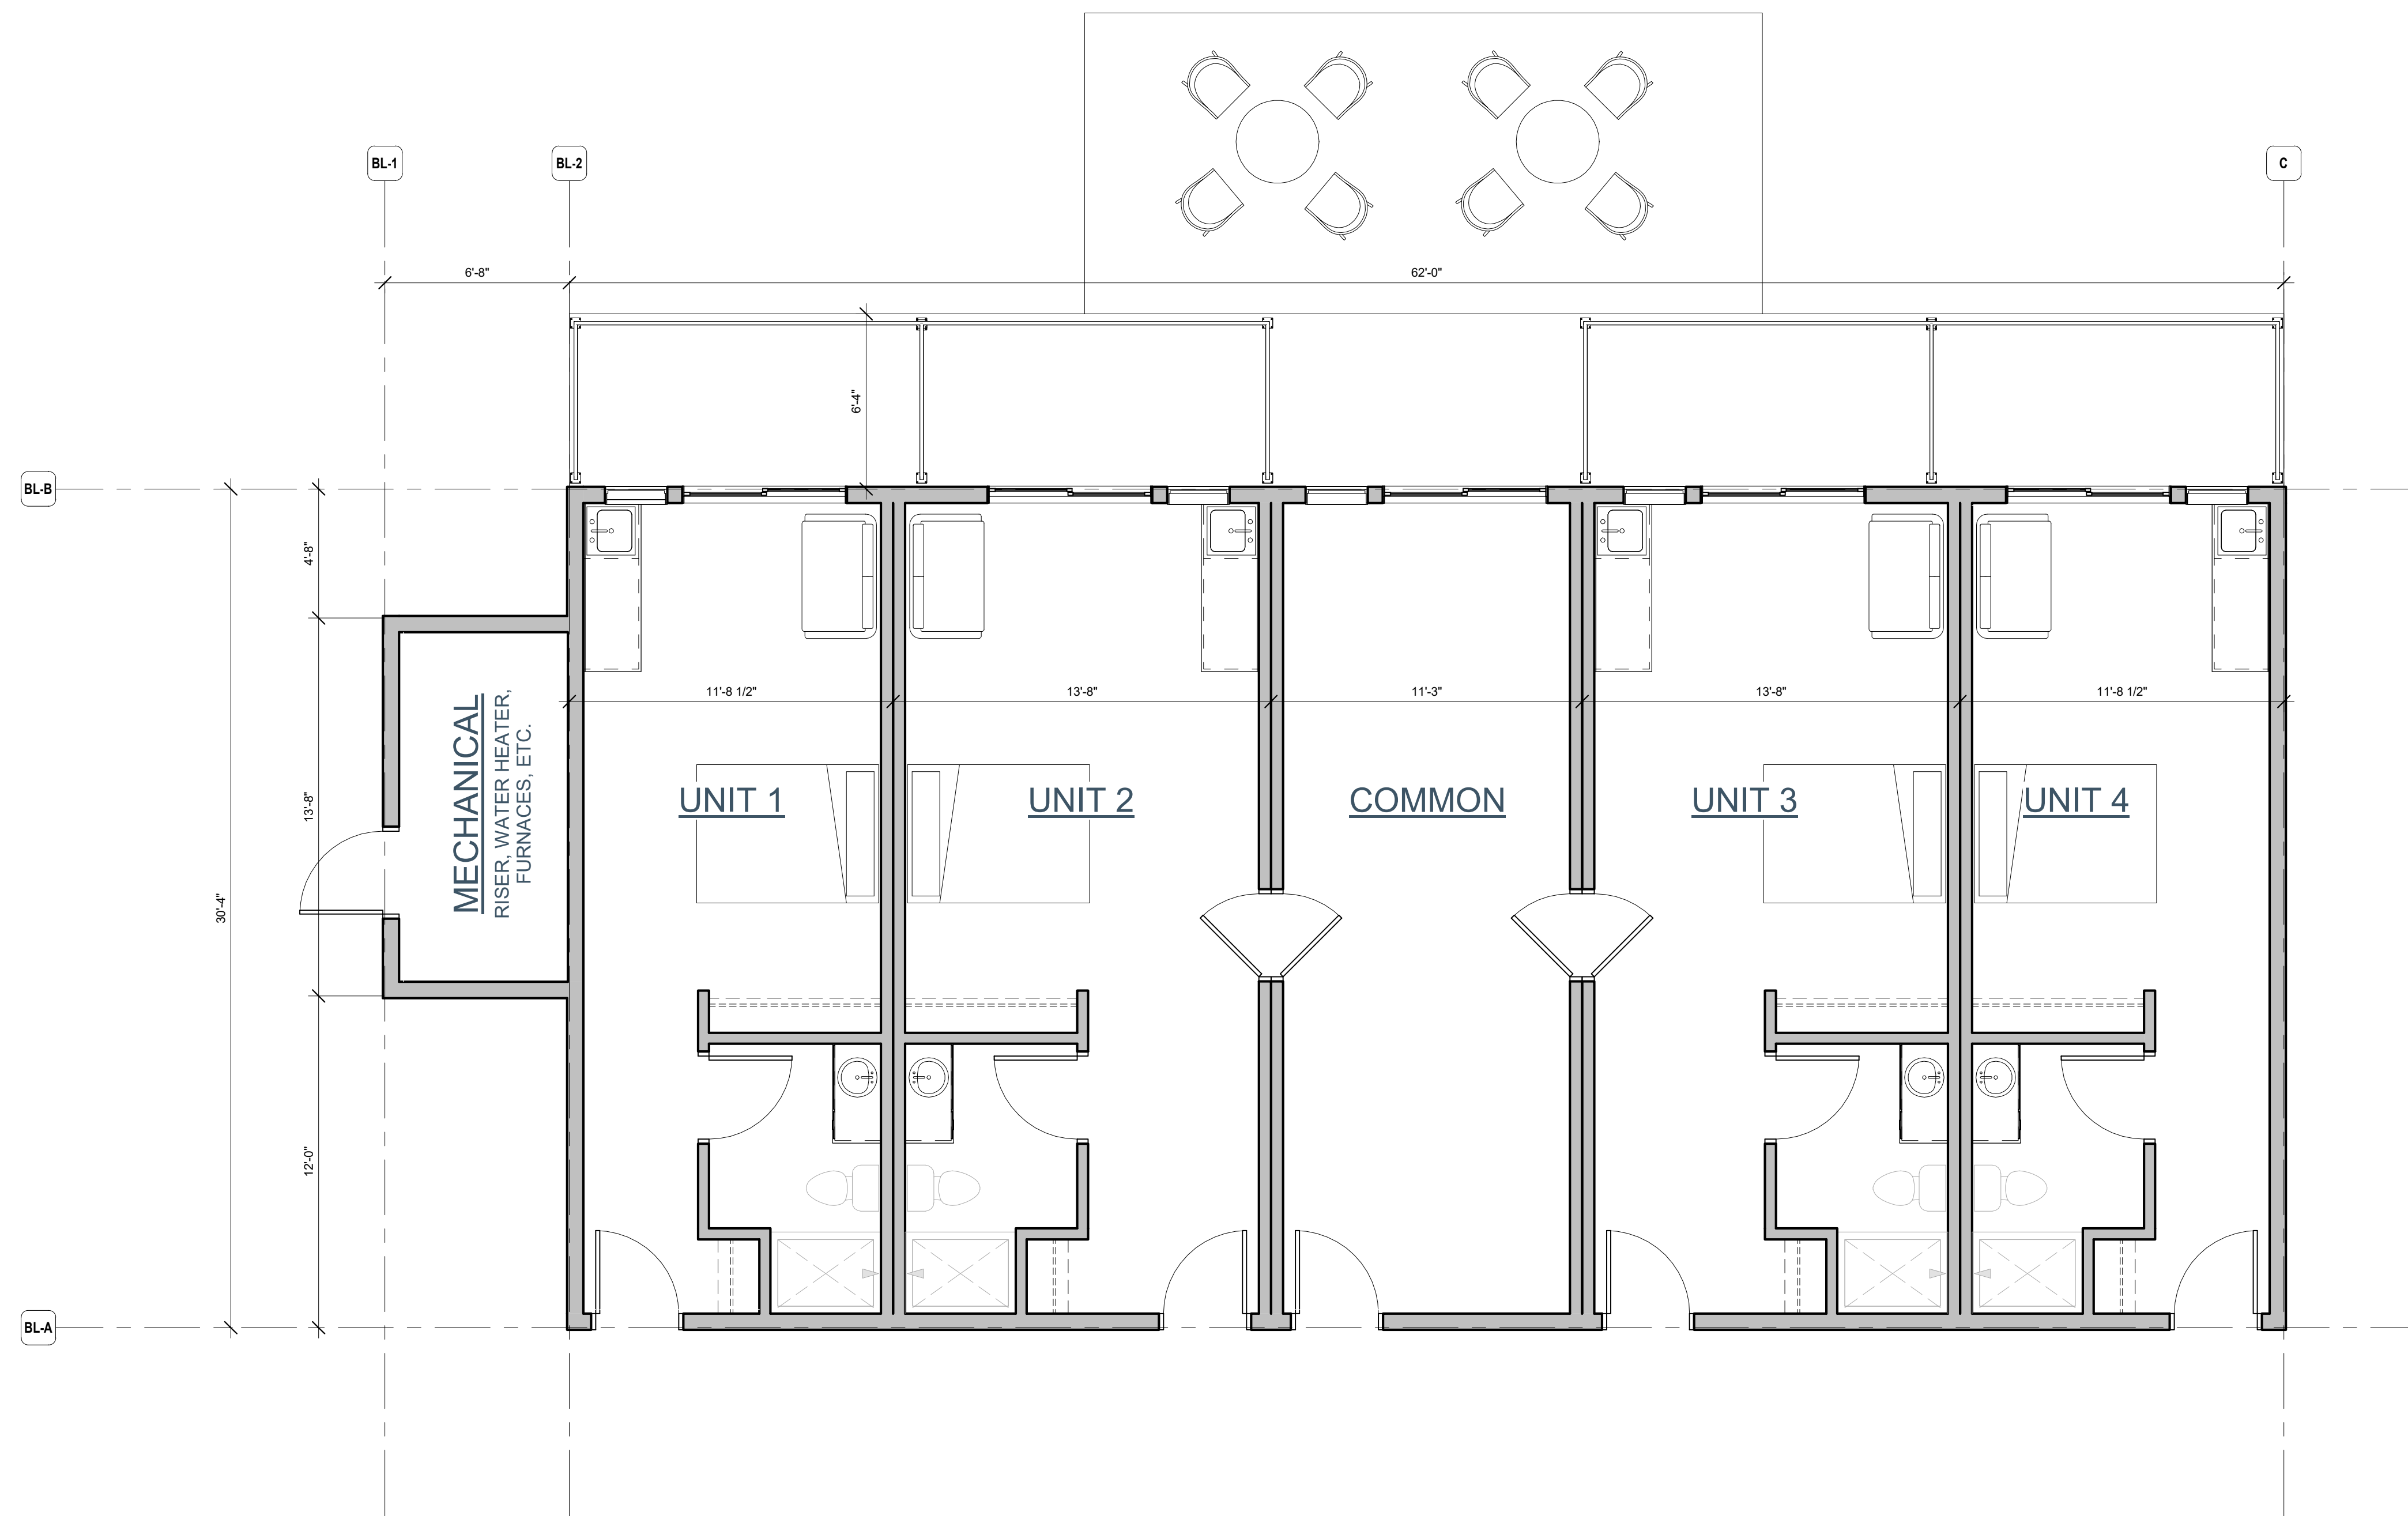 BL-1
BL-2
C
6'-8"
62'-0"
6'-4"
BL-B
4'-8"
11'-8 1/2"
13'-8"
11'-3"
13'-8"
11'-8 1/2"
MECHANICAL
RISER, WATER HEATER,
FURNACES, ETC.
UNIT 1
UNIT 2
COMMON
UNIT 3
UNIT 4
13'-8"
30'-4"
12'-0"
BL-A